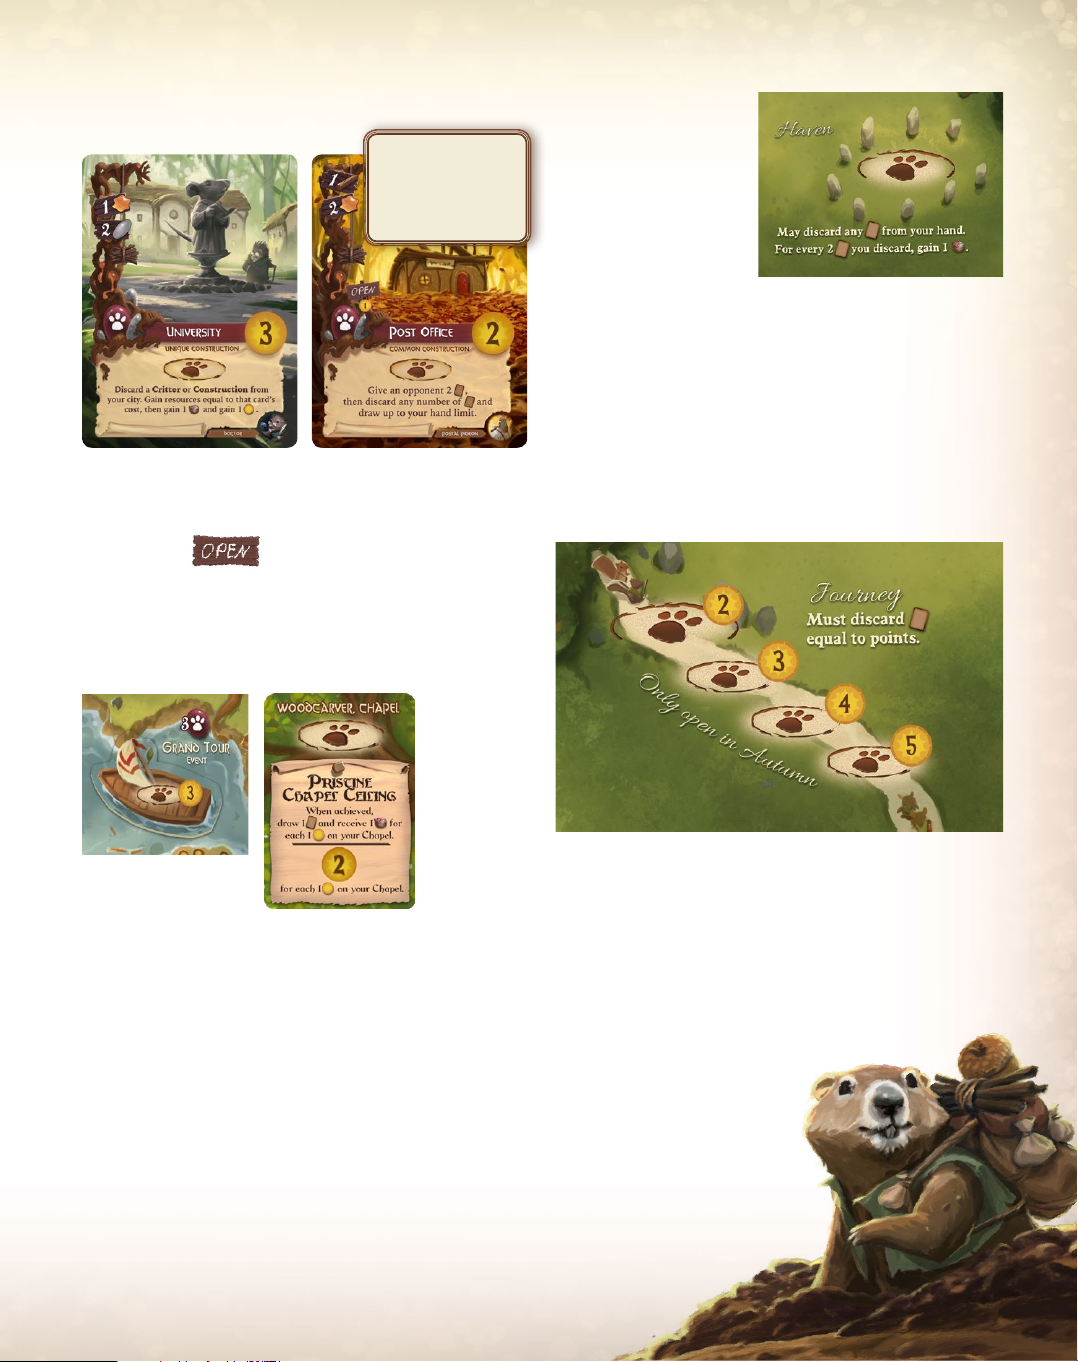 1
2
UNIVERSITY
3
UNIQUE CONSTRUCTION
Discard a Critter or Construction from
your city. Gain resources equal to that card's
cost, then gain 1 and gain 1 .
DOCTOR
1
2
OPEN
1
POST OFFICE
2
COMMON CONSTRUCTION
Give an opponent 2 ,
then discard any number of and
draw up to your hand limit.
POSTAL PIGEON
Haven
May discard any from your hand.
For every 2 you discard, gain 1 .
OPEN
3
GRAND TOUR
EVENT
3
WOODCARVER, CHAPEL
PRISTINE
CHAPEL CEILING
When achieved,
draw 1 and receive 1 for
each 1 on your Chapel.
2
for each 1 on your Chapel.
Journey
Must discard
equal to points.
2
3
4
5
Only open in Autumn